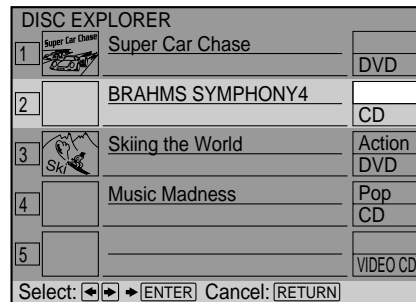 DISC EXPLORER
1 Super Car Chase Super Car Chase
DVD
2 BRAHMS SYMPHONY4
CD
3 Ski Skiing the World Action
DVD
4 Music Madness Pop
CD
5
VIDEO CD
Select: ← → → ENTER Cancel: RETURN